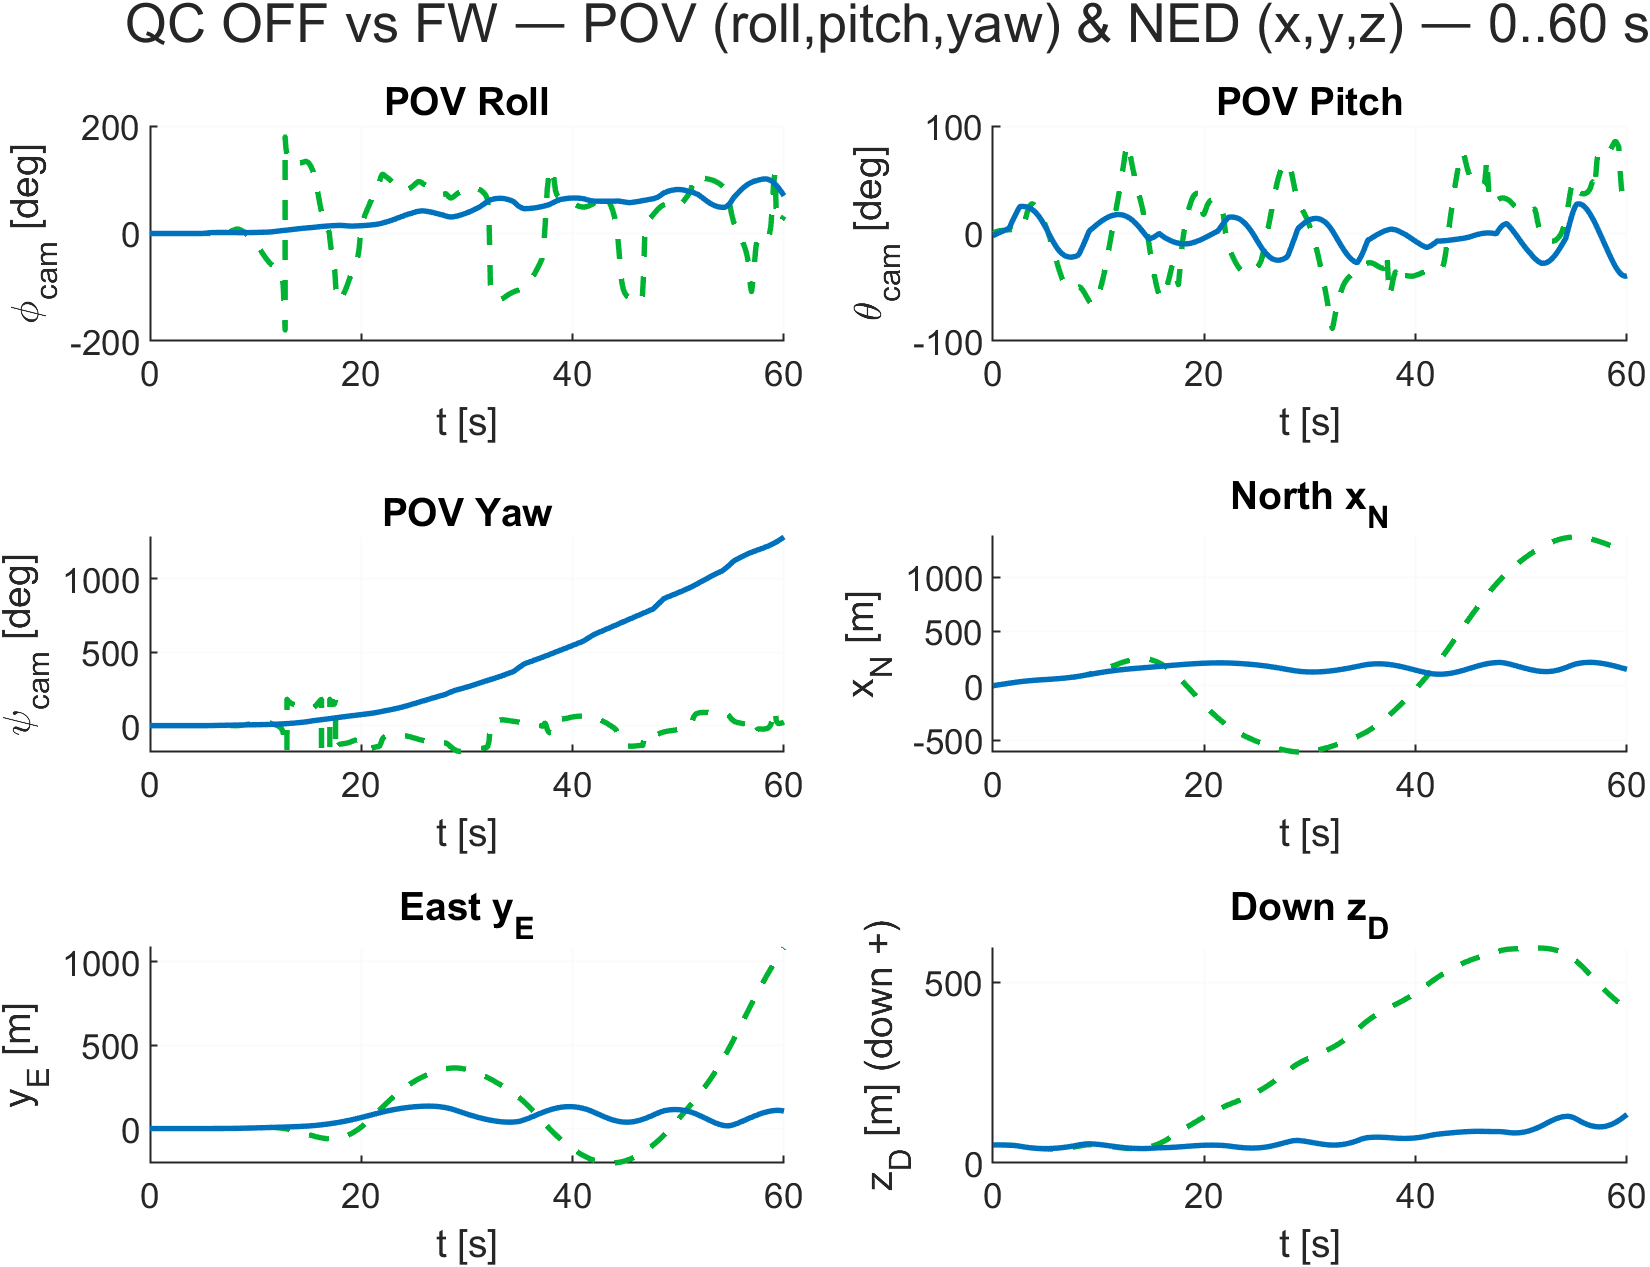 QC OFF vs FW — POV (roll,pitch,yaw) & NED (x,y,z) — 0..60 s
POV Roll
ϕcam [deg]
200
0
-200
0 20 40 60
t [s]
POV Pitch
θcam [deg]
100
0
-100
0 20 40 60
t [s]
POV Yaw
ψcam [deg]
1000
500
0
0 20 40 60
t [s]
North xN
xN [m]
1000
500
0
-500
0 20 40 60
t [s]
East yE
yE [m]
1000
500
0
0 20 40 60
t [s]
Down zD
zD [m] (down +)
500
0
0 20 40 60
t [s]